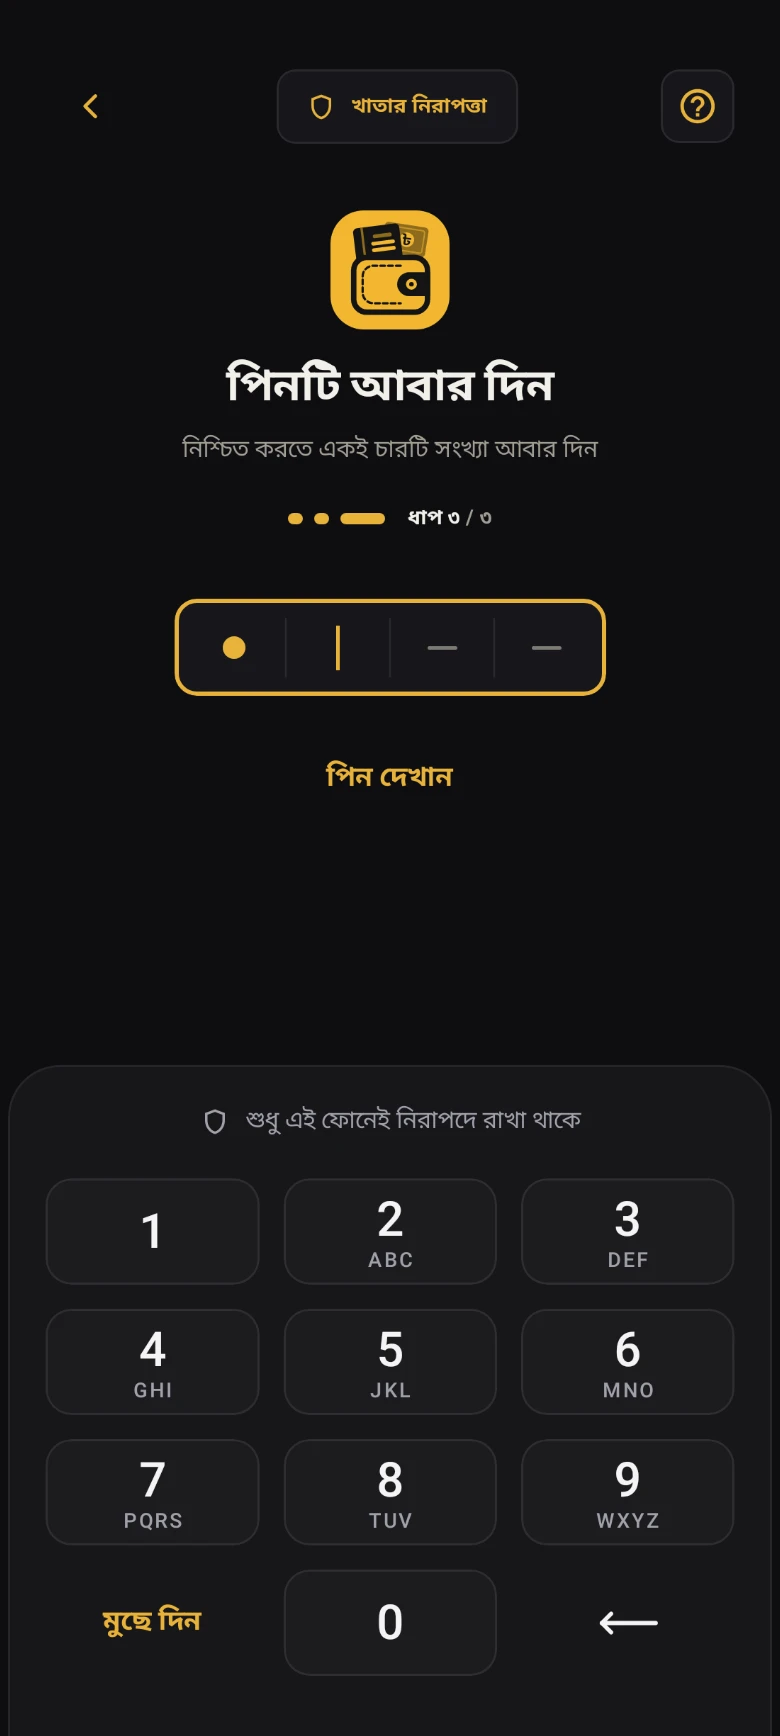 খাতার নিরাপত্তা
পিনটি আবার দিন
নিশ্চিত করতে একই চারটি সংখ্যা আবার দিন
ধাপ ৩ / ৩
পিন দেখান
শুধু এই ফোনেই নিরাপদে রাখা থাকে
1
2
3
ABC
DEF
4
5
6
GHI
JKL
MNO
7
8
9
PQRS
TUV
WXYZ
মুছে দিন
0